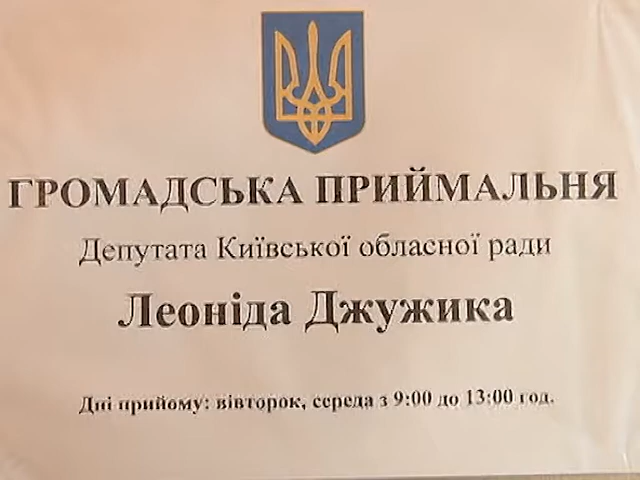 ГРОМАДСЬКА ПРИЙМАЛЬНЯ
Депутата Київської обласної ради
Леоніда Джужика
Дні прийому: вівторок, середа з 9:00 до 13:00 год.